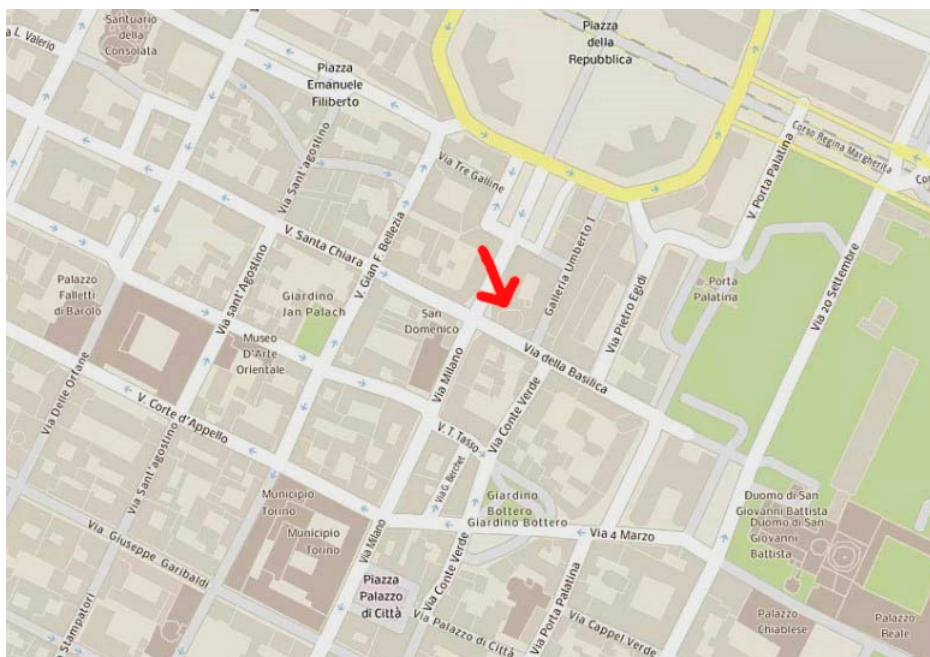 Santuario
della
Consolata
a L. Valerio
Piazza
Emanuele
Filiberto
Piazza
della
Repubblica
Corso Regina Margherita
Co
Via Sant'agostino
Via Tre Galline
V. Porta Palatina
V. Gian F. Bellezia
V. Santa Chiara
Galleria Umberto I
Via Pietro Egidi
Porta
Palatina
Via 20 Settembre
Palazzo
Falletti
di Barolo
Via sant'Agostino
Giardino
Jan Palach
San
Domenico
Museo
D'Arte
Orientale
Via Milano
Via della Basilica
Via Delle Orfane
V. Corte d'Appello
Via Conte Verde
V. T. Tasso
Via G. Berchet
Via Sant'agostino
Municipio
Torino
Municipio
Torino
Giardino
Bottero
Giardino Bottero
Via 4 Marzo
Duomo di San
Giovanni Battista
Duomo di San
Giovanni
Battista
Via Giuseppe Garibaldi
Via Milano
Via Conte Verde
Piazza
Palazzo
di Città
Via Porta Palatina
Via Palazzo di Città
Via Cappel Verde
Palazzo
Chiablese
Palazzo
Reale
Stampatori